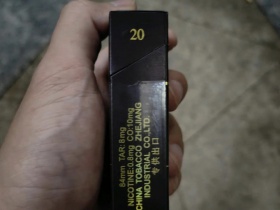 20
84mm TAR:8mg
NICOTINE:0.8mg CO:10mg
CHINA TOBACCO ZHEJIANG
INDUSTRIAL CO.,LTD.
专供出口